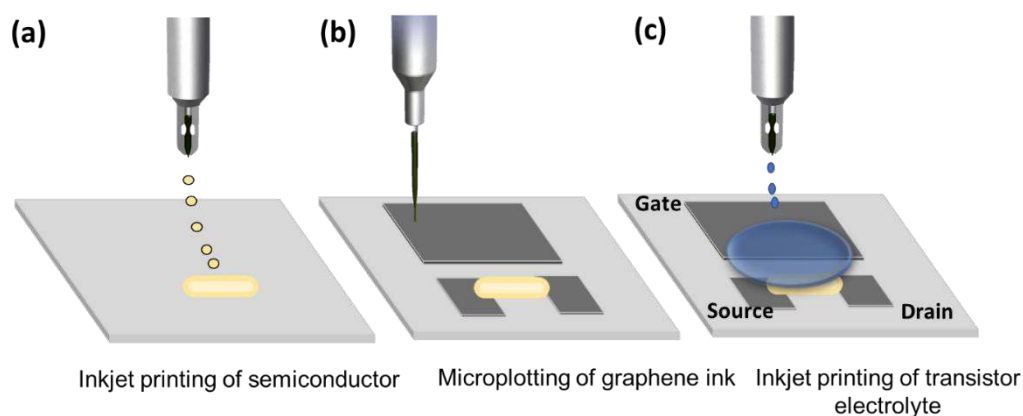 (a)
(b)
(c)
Gate
Source
Drain
Inkjet printing of semiconductor
Microplotting of graphene ink
Inkjet printing of transistor
electrolyte